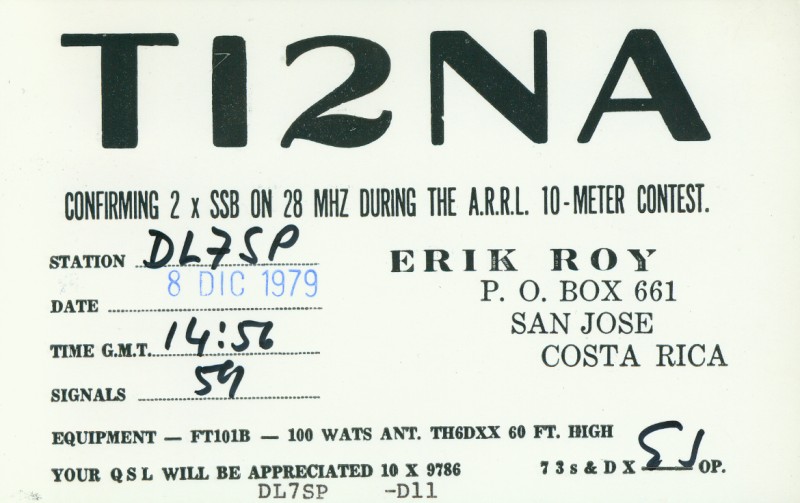 TI2NA
CONFIRMING 2 x SSB ON 28 MHZ DURING THE A.R.R.L. 10-METER CONTEST.
STATION DL7SP
DATE 8 DIC 1979
TIME G.M.T. 14:56
SIGNALS 59
ERIK ROY
P. O. BOX 661
SAN JOSE
COSTA RICA
EQUIPMENT — FT101B — 100 WATS ANT. TH6DXX 60 FT. HIGH
YOUR QSL WILL BE APPRECIATED 10 X 9786 73s & DX OP.
DL7SP -D11